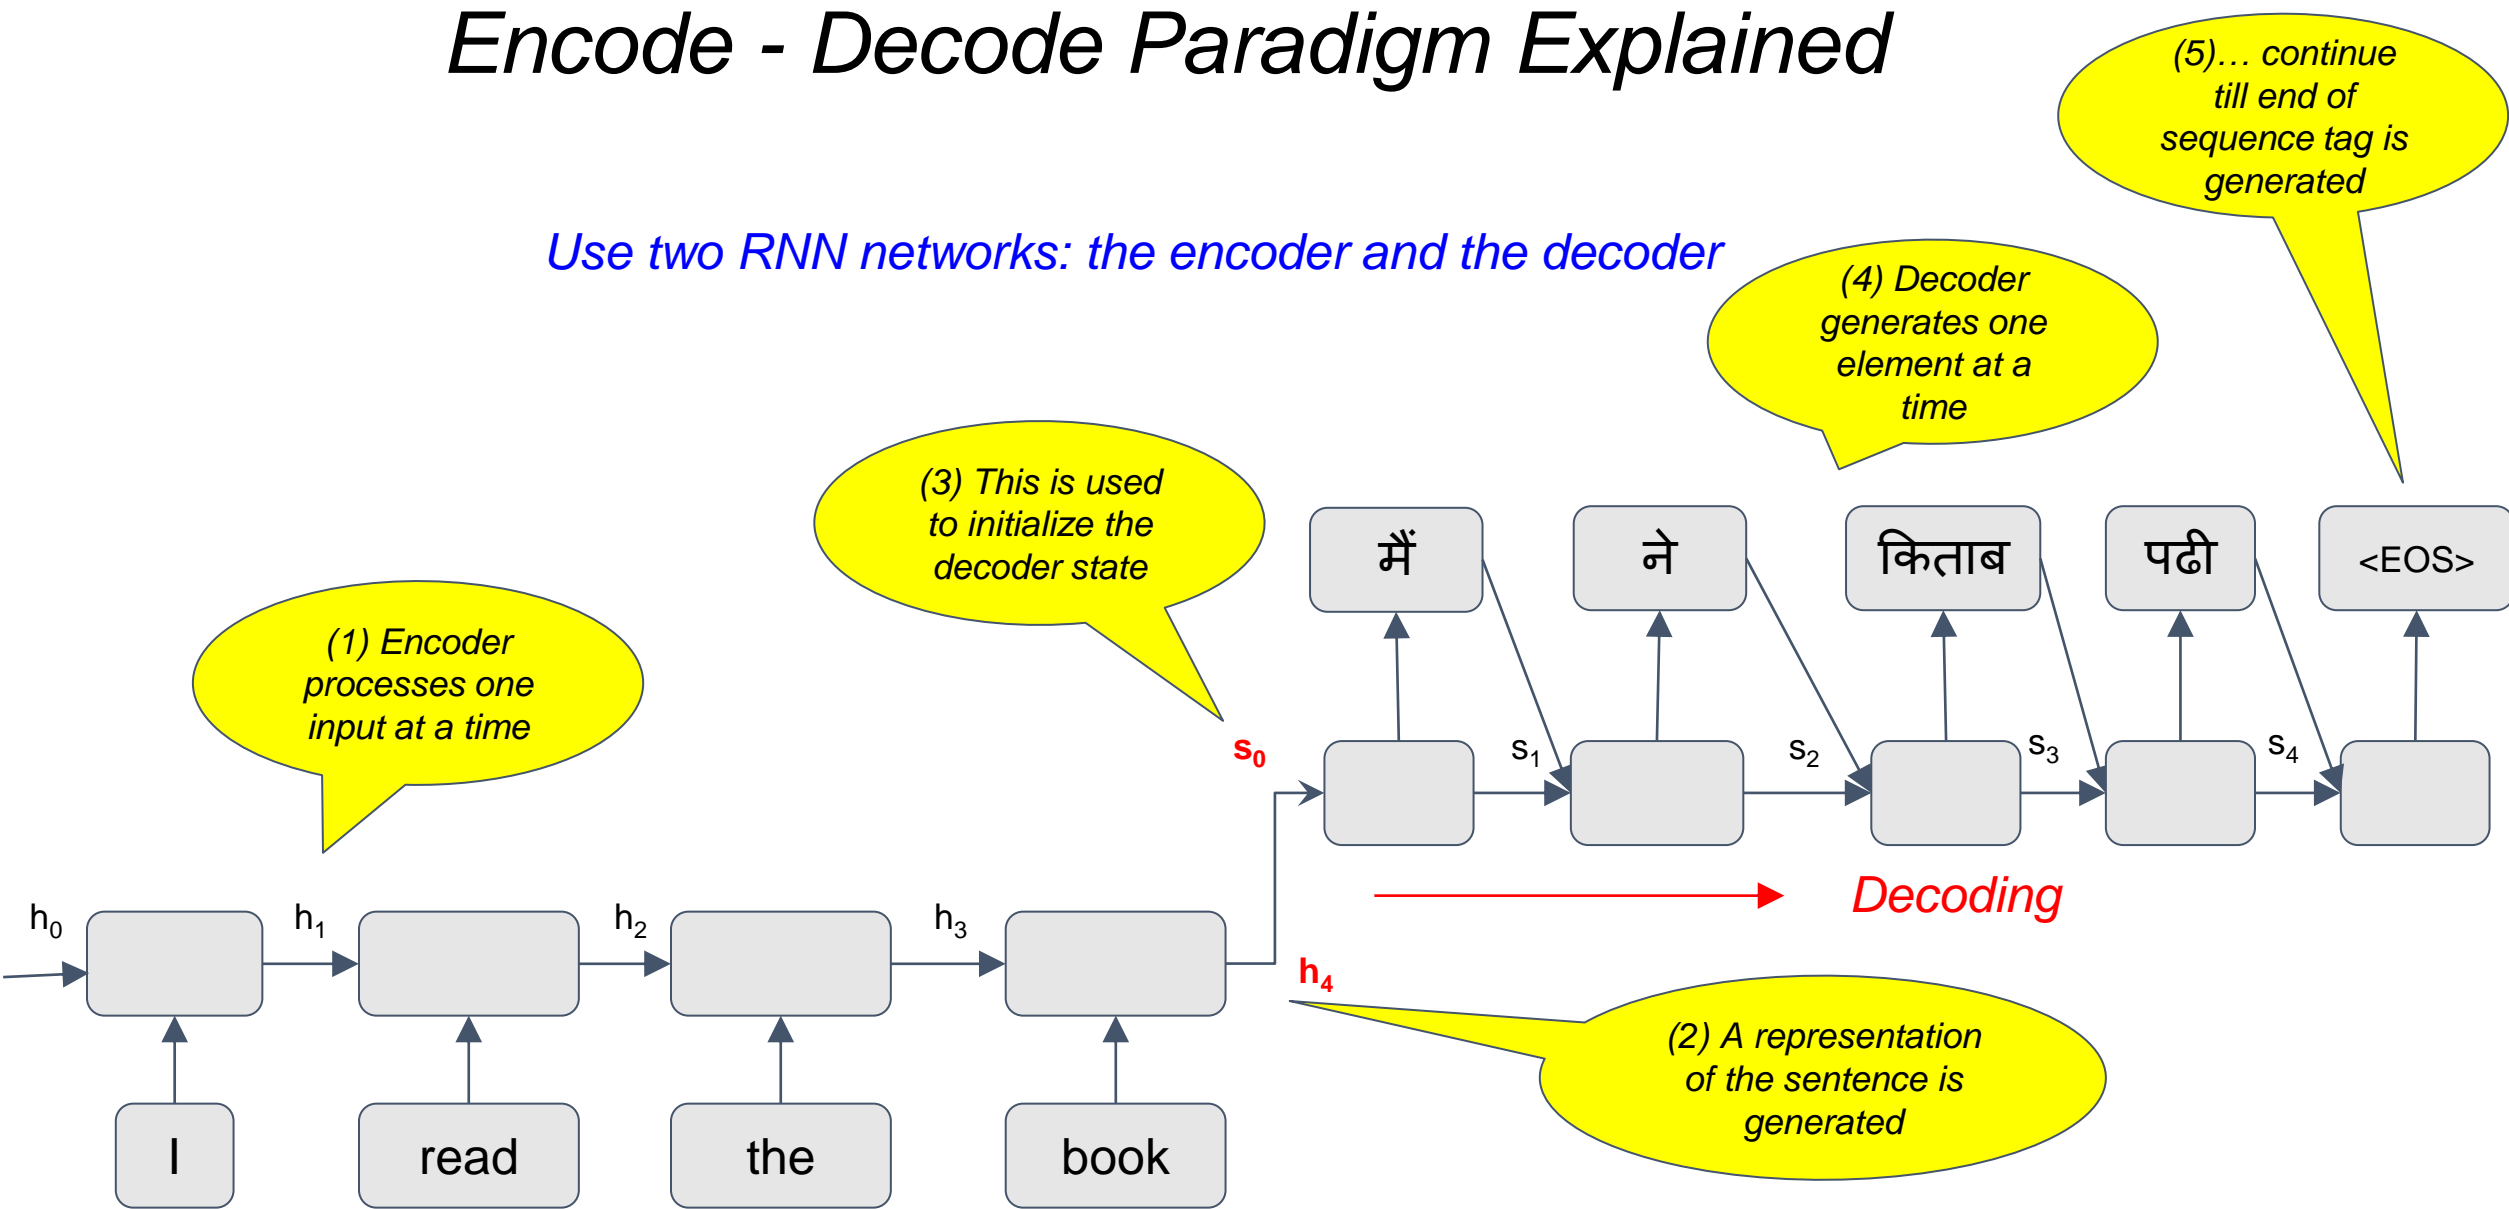 Encode - Decode Paradigm Explained
(5)… continue
till end of
sequence tag is
generated
Use two RNN networks: the encoder and the decoder
(4) Decoder
generates one
element at a
time
(3) This is used
to initialize the
decoder state
(1) Encoder
processes one
input at a time
मैं ने किताब पढी <EOS>
s0 s1 s2 s3 s4
Decoding
h0 h1 h2 h3
h4
(2) A representation
of the sentence is
generated
I read the book